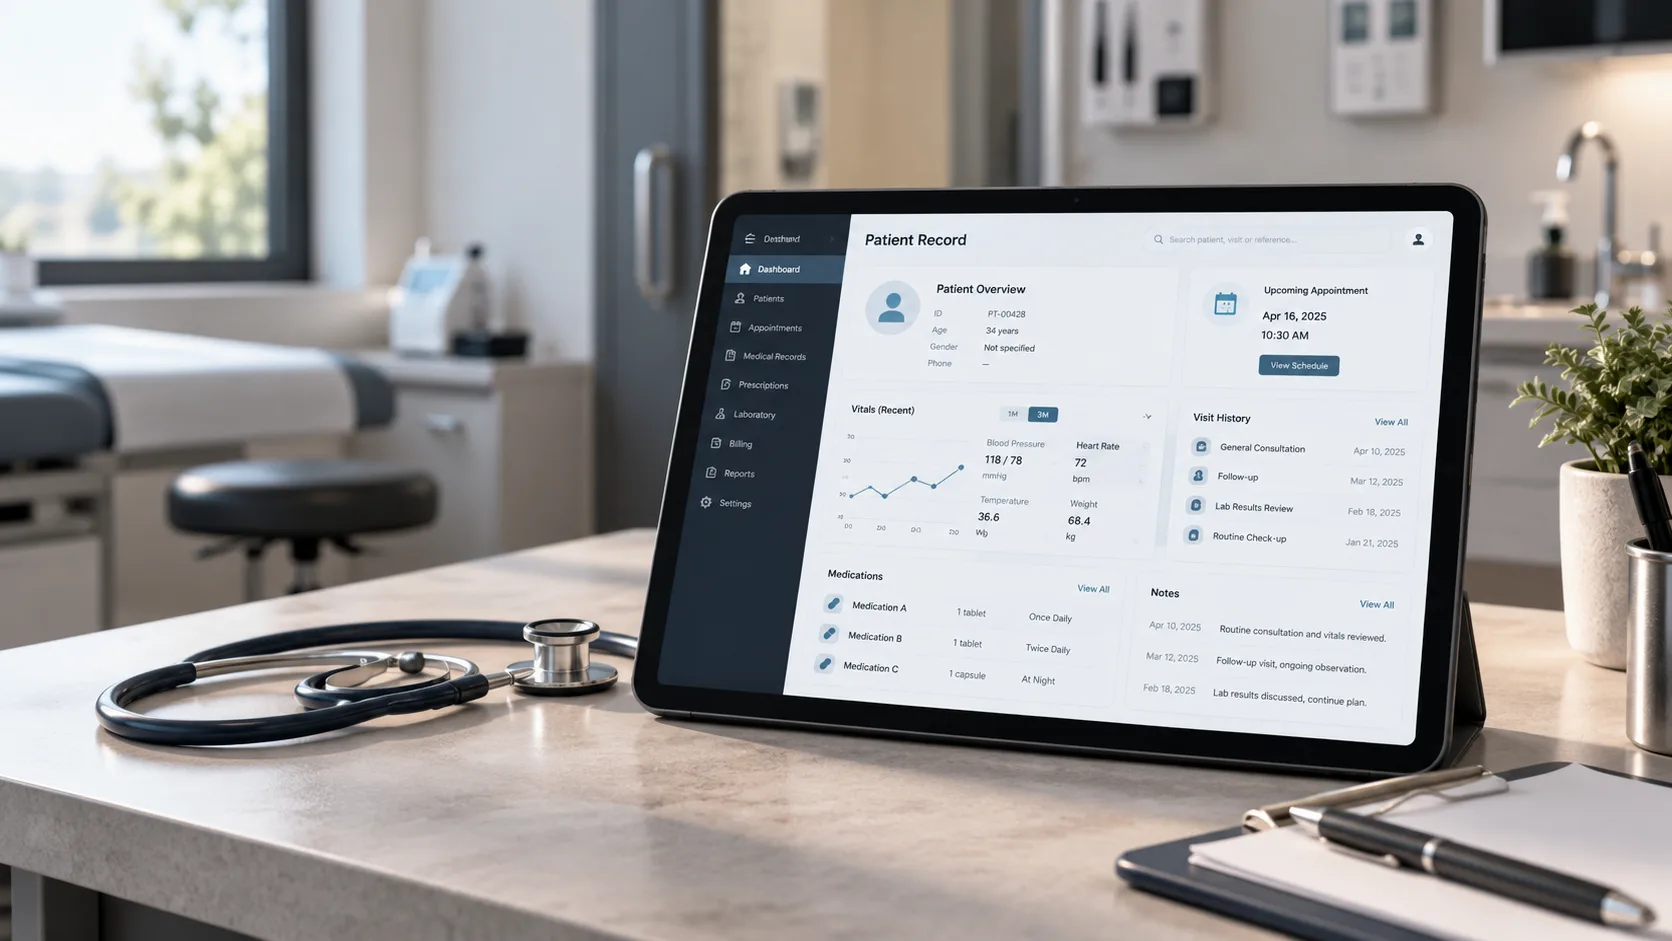 Dashboard
Patients
Appointments
Medical Records
Prescriptions
Laboratory
Billing
Reports
Settings
Patient Record
Search patient, visit or reference...
Patient Overview
ID PT-00428
Age 34 years
Gender Not specified
Phone —
Upcoming Appointment
Apr 16, 2025
10:30 AM
View Schedule
Vitals (Recent)
1M 3M
Blood Pressure
118 / 78
mmHg
Heart Rate
72
bpm
Temperature
36.6
Weight
68.4
kg
Visit History View All
General Consultation Apr 10, 2025
Follow-up Mar 12, 2025
Lab Results Review Feb 18, 2025
Routine Check-up Jan 21, 2025
Medications View All
Medication A 1 tablet Once Daily
Medication B 1 tablet Twice Daily
Medication C 1 capsule At Night
Notes View All
Apr 10, 2025 Routine consultation and vitals reviewed.
Mar 12, 2025 Follow-up visit, ongoing observation.
Feb 18, 2025 Lab results discussed, continue plan.